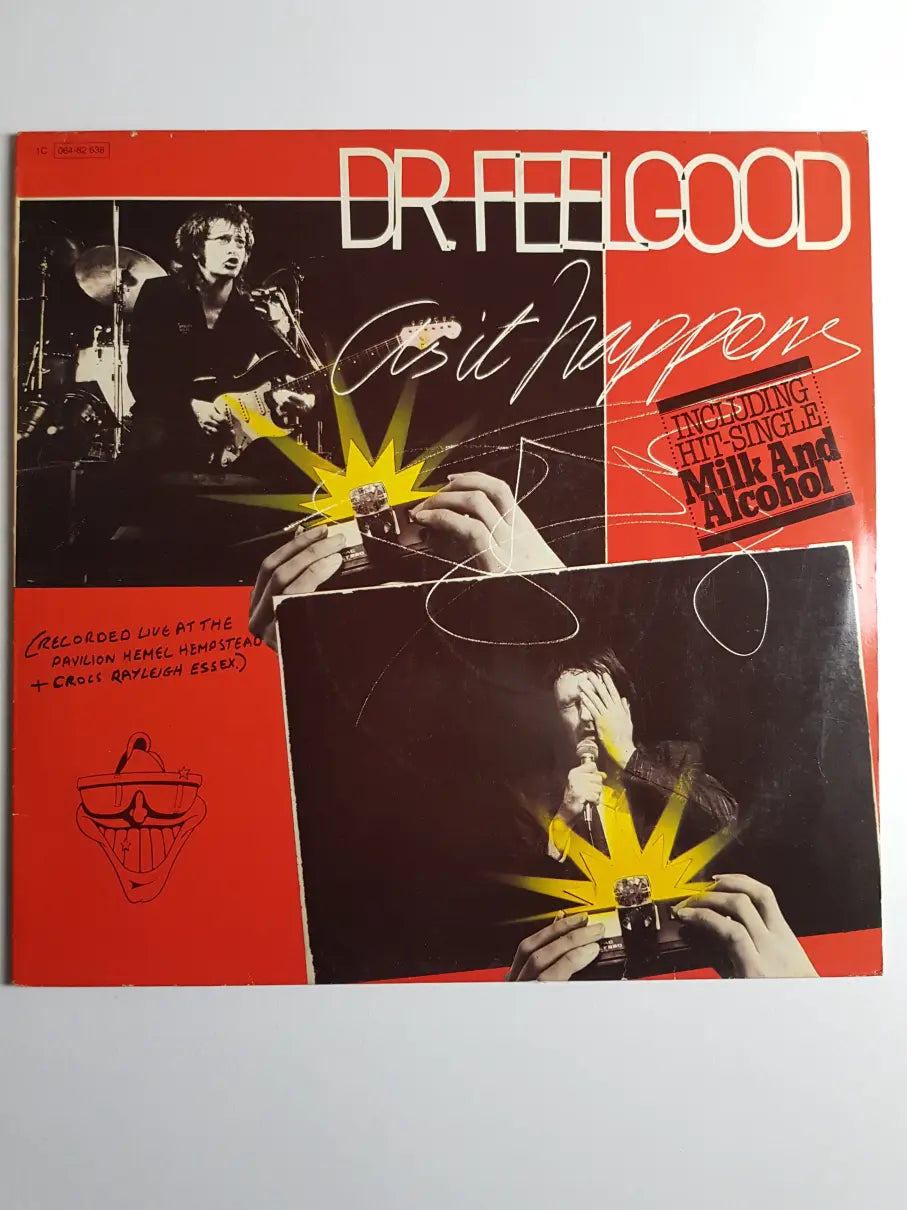 1C 064-82 638
DR. FEELGOOD
As it happens
INCLUDING
HIT-SINGLE
Milk And
Alcohol
(RECORDED LIVE AT THE
PAVILION HEMEL HEMPSTEAD
+ CROCS RAYLEIGH ESSEX.)